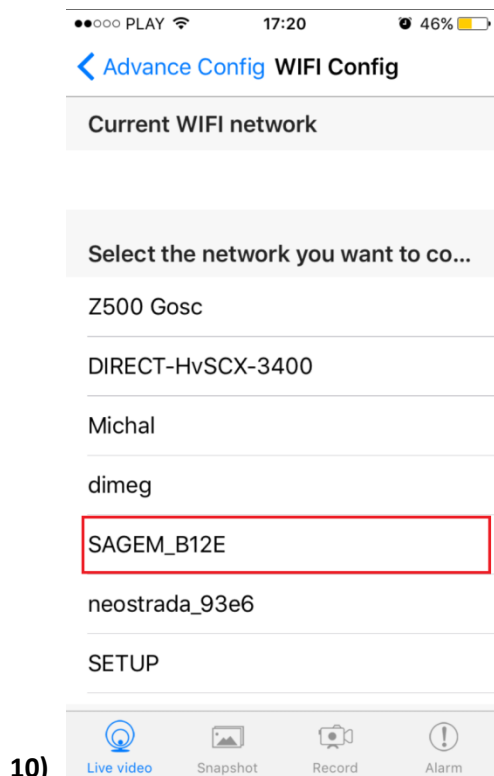 PLAY 17:20 46%
Advance Config WIFI Config
Current WIFI network
Select the network you want to co...
Z500 Gosc
DIRECT-HvSCX-3400
Michal
dimeg
SAGEM_B12E
neostrada_93e6
SETUP
10) Live video Snapshot Record Alarm